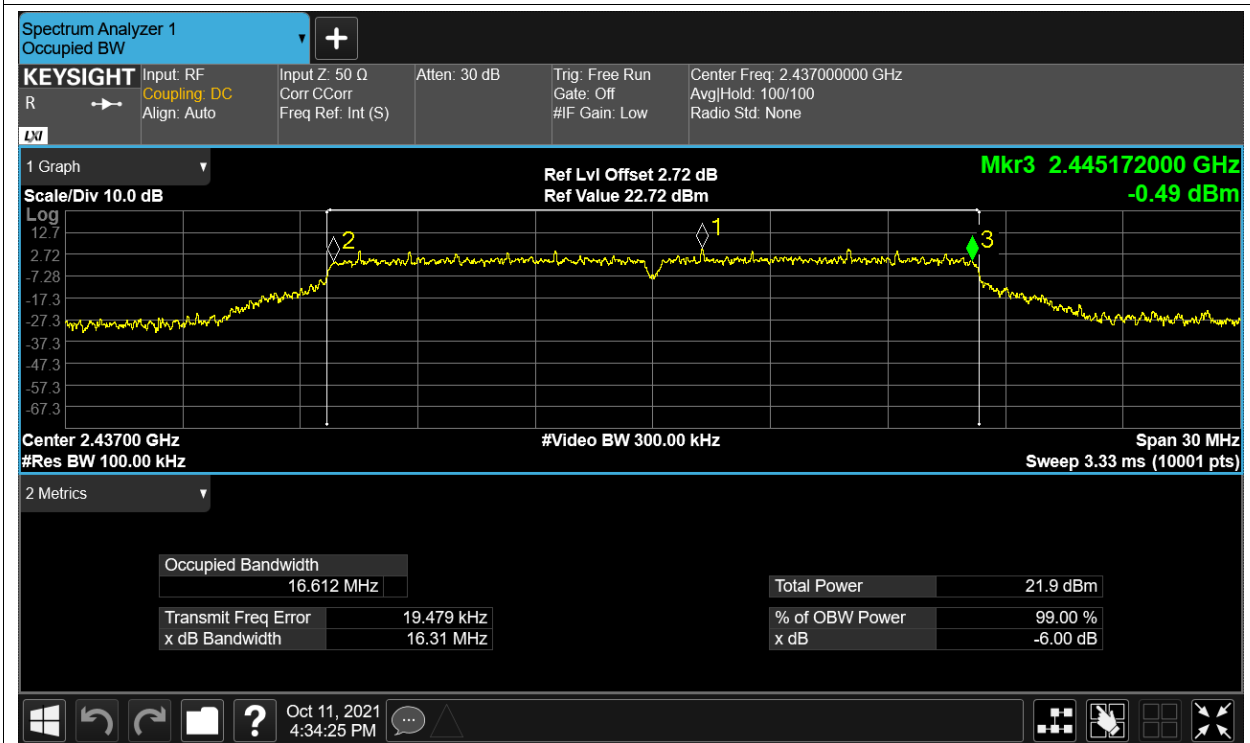 Spectrum Analyzer 1
Occupied BW
KEYSIGHT
R
LXI
Input: RF
Coupling: DC
Align: Auto
Input Z: 50 Ω
Corr CCorr
Freq Ref: Int (S)
Atten: 30 dB
Trig: Free Run
Gate: Off
#IF Gain: Low
Center Freq: 2.437000000 GHz
Avg|Hold: 100/100
Radio Std: None
1 Graph
Scale/Div 10.0 dB
Ref Lvl Offset 2.72 dB
Ref Value 22.72 dBm
Mkr3 2.445172000 GHz
-0.49 dBm
Log
12.7
2.72
-7.28
-17.3
-27.3
-37.3
-47.3
-57.3
-67.3
2
1
3
Center 2.43700 GHz
#Res BW 100.00 kHz
#Video BW 300.00 kHz
Span 30 MHz
Sweep 3.33 ms (10001 pts)
2 Metrics
Occupied Bandwidth
16.612 MHz
Transmit Freq Error 19.479 kHz
x dB Bandwidth 16.31 MHz
Total Power 21.9 dBm
% of OBW Power 99.00 %
x dB -6.00 dB
?
Oct 11, 2021
4:34:25 PM